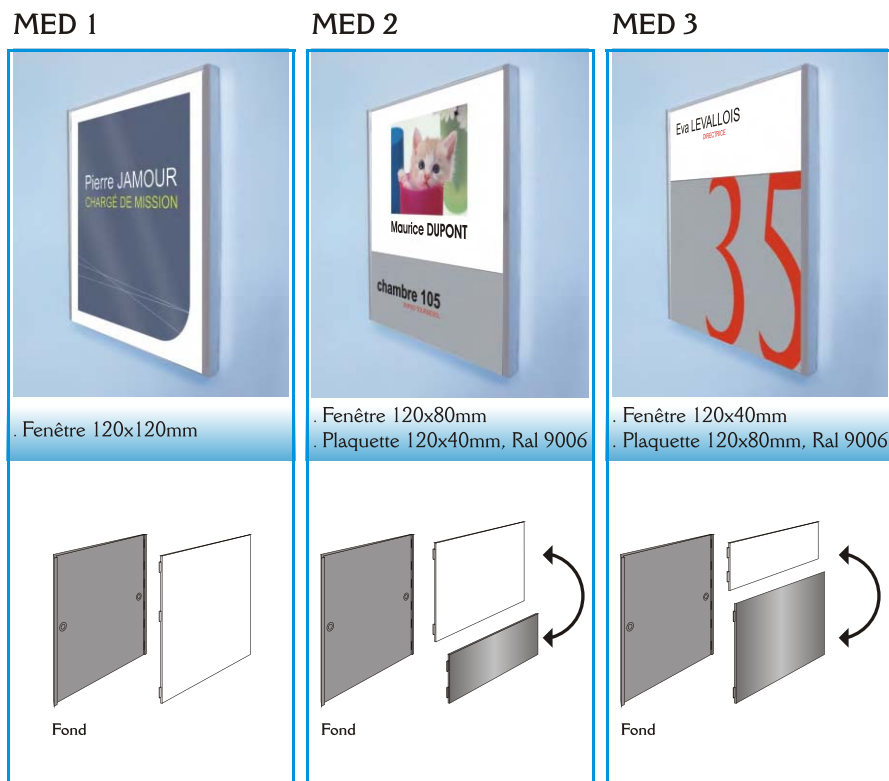 MED 1
MED 2
MED 3
Pierre JAMOUR
CHARGÉ DE MISSION
Maurice DUPONT
chambre 105
Eva LEVALLOIS
DIRECTRICE
35
. Fenêtre 120x120mm
. Fenêtre 120x80mm
. Plaquette 120x40mm, Ral 9006
. Fenêtre 120x40mm
. Plaquette 120x80mm, Ral 9006
Fond
Fond
Fond